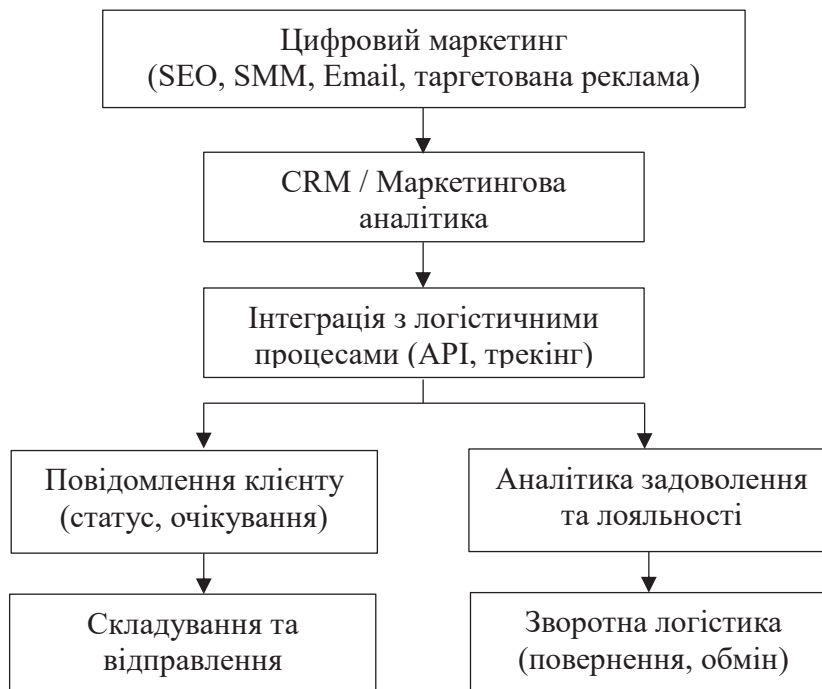 Цифровий маркетинг
(SEO, SMM, Email, таргетована реклама)
CRM / Маркетингова
аналітика
Інтеграція з логістичними
процесами (API, трекінг)
Повідомлення клієнту
(статус, очікування)
Аналітика задоволення
та лояльності
Складування та
відправлення
Зворотна логістика
(повернення, обмін)